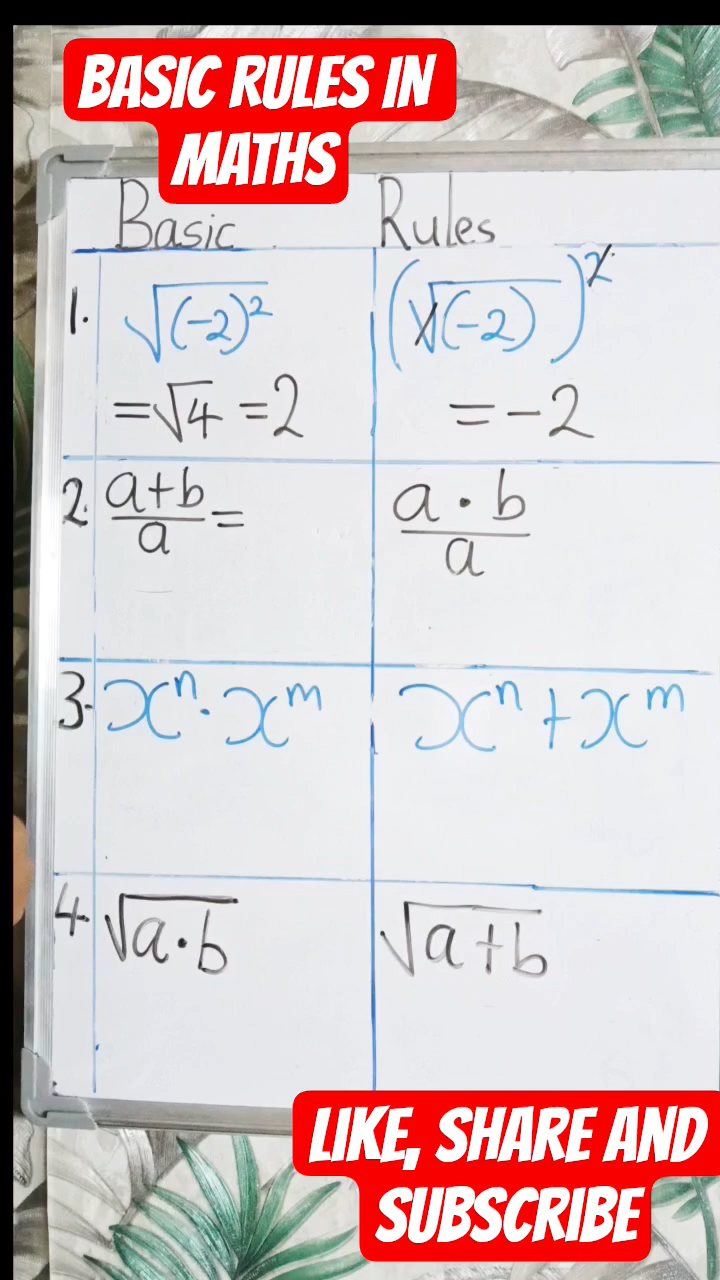 BASIC RULES IN
MATHS
Basic Rules
1. √(-2)² (√(-2))²
=√4 =2 = -2
2. a+b/a = a · b/a
3. xⁿ · xᵐ xⁿ + xᵐ
4. √a·b √a+b
LIKE, SHARE AND
SUBSCRIBE